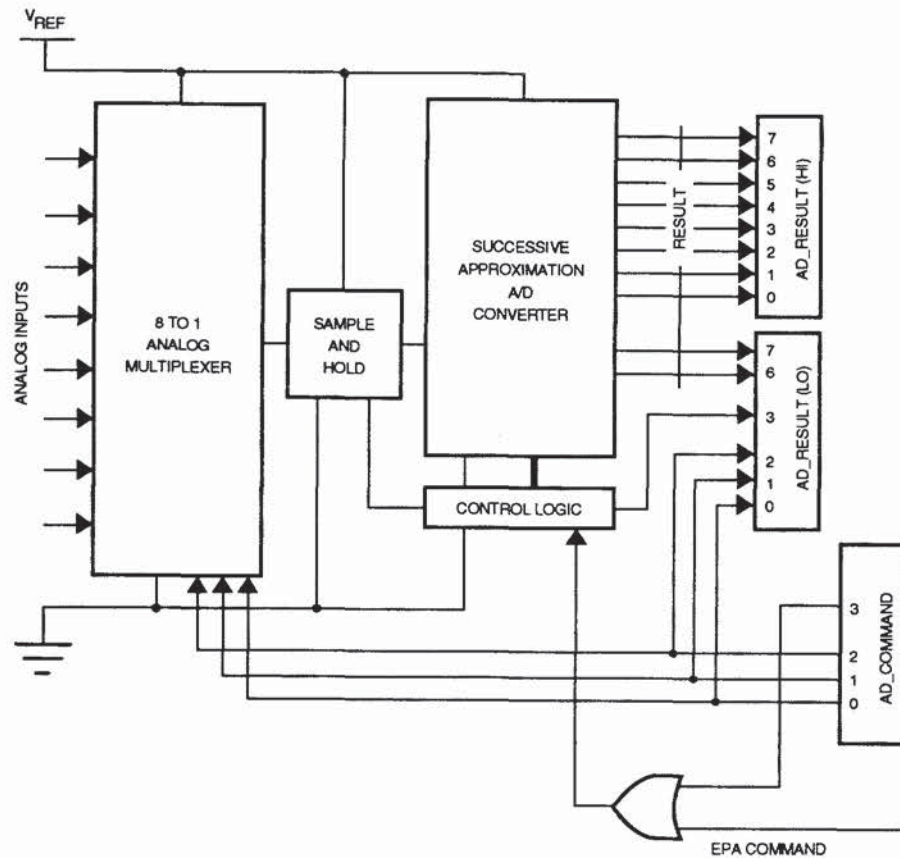 VREF
ANALOG INPUTS
8 TO 1
ANALOG
MULTIPLEXER
SAMPLE
AND
HOLD
SUCCESSIVE
APPROXIMATION
A/D
CONVERTER
CONTROL LOGIC
RESULT
7
6
5
4
3
2
1
0
AD_RESULT (HI)
7
6
3
2
1
0
AD_RESULT (LO)
3
2
1
0
AD_COMMAND
EPA COMMAND